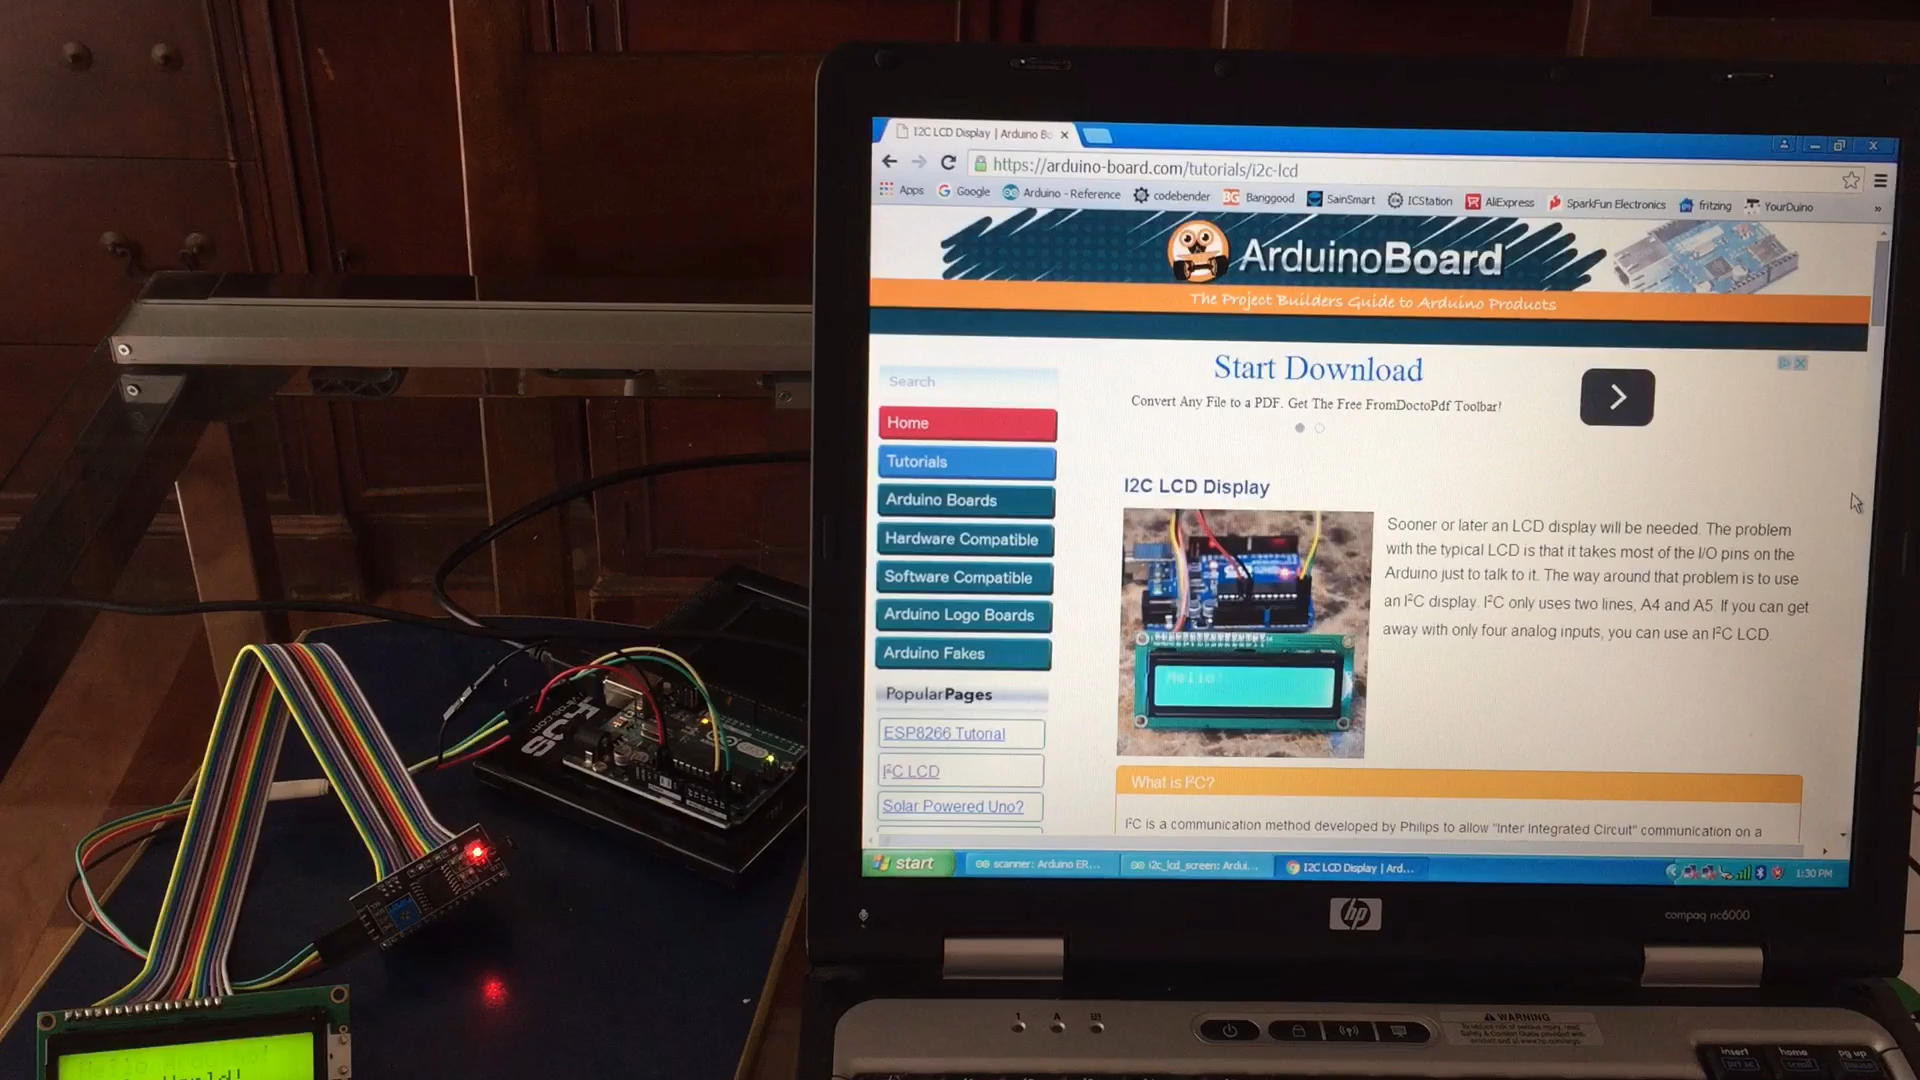 I2C LCD Display | Arduino Bo
https://arduino-board.com/tutorials/i2c-lcd
Apps Google Arduino - Reference codebender BG Banggood SainSmart ICStation AliExpress SparkFun Electronics fritzing YourDuino »
ArduinoBoard
The Project Builders Guide to Arduino Products
Search
Home
Tutorials
Arduino Boards
Hardware Compatible
Software Compatible
Arduino Logo Boards
Arduino Fakes
PopularPages
ESP8266 Tutorial
I²C LCD
Solar Powered Uno?
Start Download
Convert Any File to a PDF. Get The Free FromDoctoPdf Toolbar!
I2C LCD Display
Hello!
Sooner or later an LCD display will be needed. The problem
with the typical LCD is that it takes most of the I/O pins on the
Arduino just to talk to it. The way around that problem is to use
an I²C display. I²C only uses two lines, A4 and A5. If you can get
away with only four analog inputs, you can use an I²C LCD.
What is I²C?
I²C is a communication method developed by Philips to allow "Inter Integrated Circuit" communication on a
start scanner: Arduino ER... i2c_lcd_screen: Ardui... I2C LCD Display | Ard... 1:30 PM
hp
compaq nc6000
1 A
WARNING
insert home pg up
World!